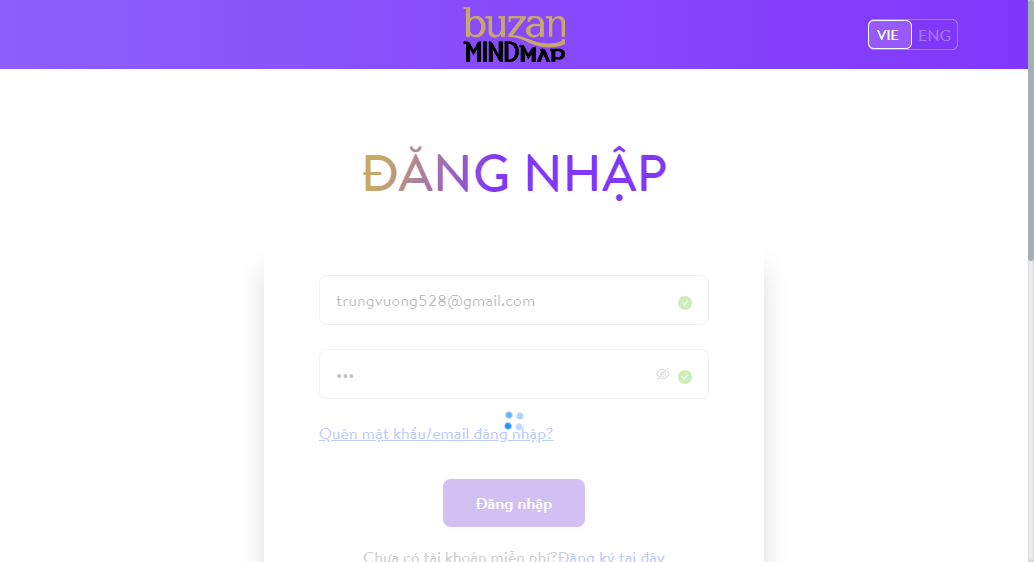 buzan
MINDMAP
VIE ENG
ĐĂNG NHẬP
trungvuong528@gmail.com
•••
Quên mật khẩu/email đăng nhập?
Đăng nhập
Chưa có tài khoản miễn phí?Đăng ký tại đây